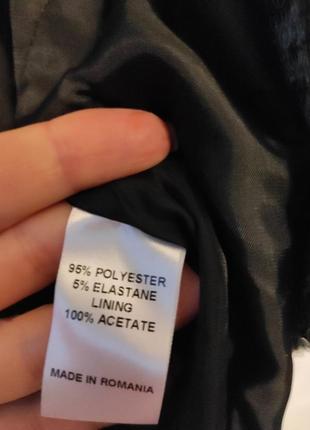 95% POLYESTER
5% ELASTANE
LINING
100% ACETATE
MADE IN ROMANIA